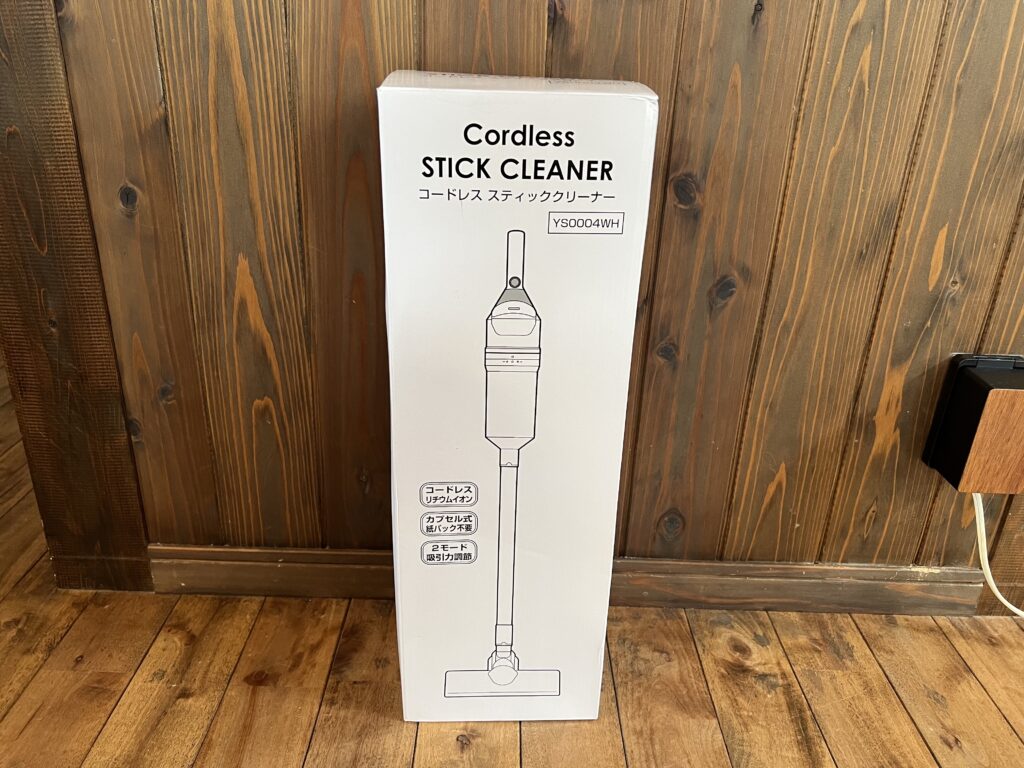 Cordless
STICK CLEANER
コードレス スティッククリーナー
YS0004WH
コードレス
リチウムイオン
カプセル式
紙パック不要
2モード
吸引力調節